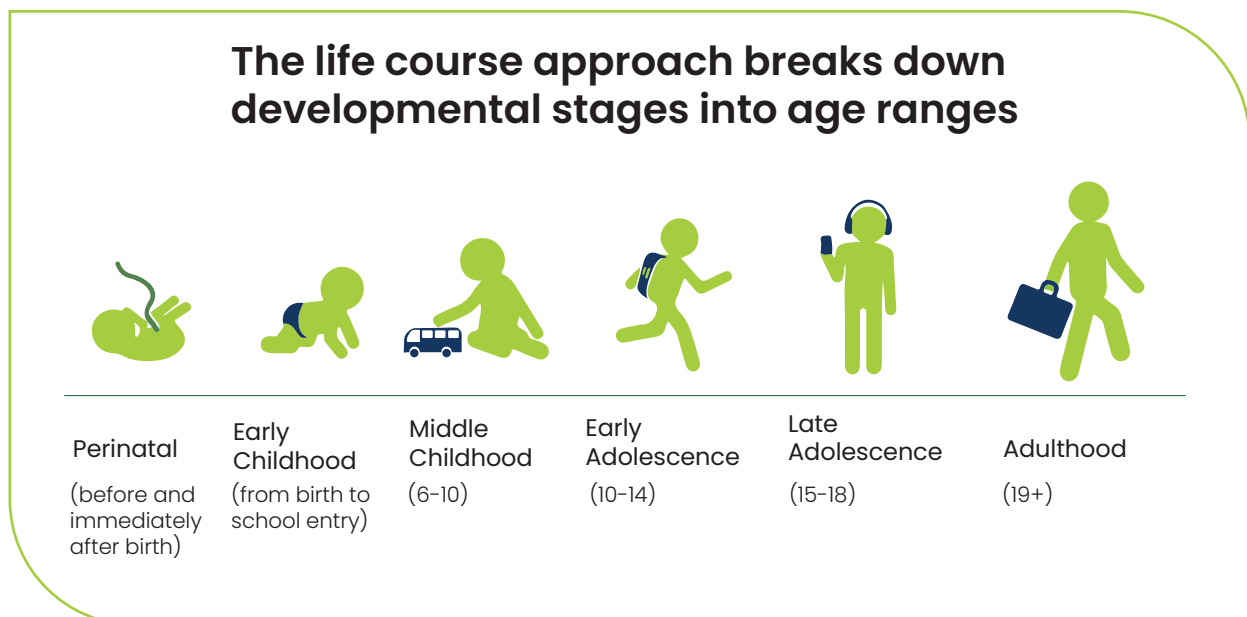 The life course approach breaks down
developmental stages into age ranges
Perinatal
(before and
immediately
after birth)
Early
Childhood
(from birth to
school entry)
Middle
Childhood
(6-10)
Early
Adolescence
(10-14)
Late
Adolescence
(15-18)
Adulthood
(19+)